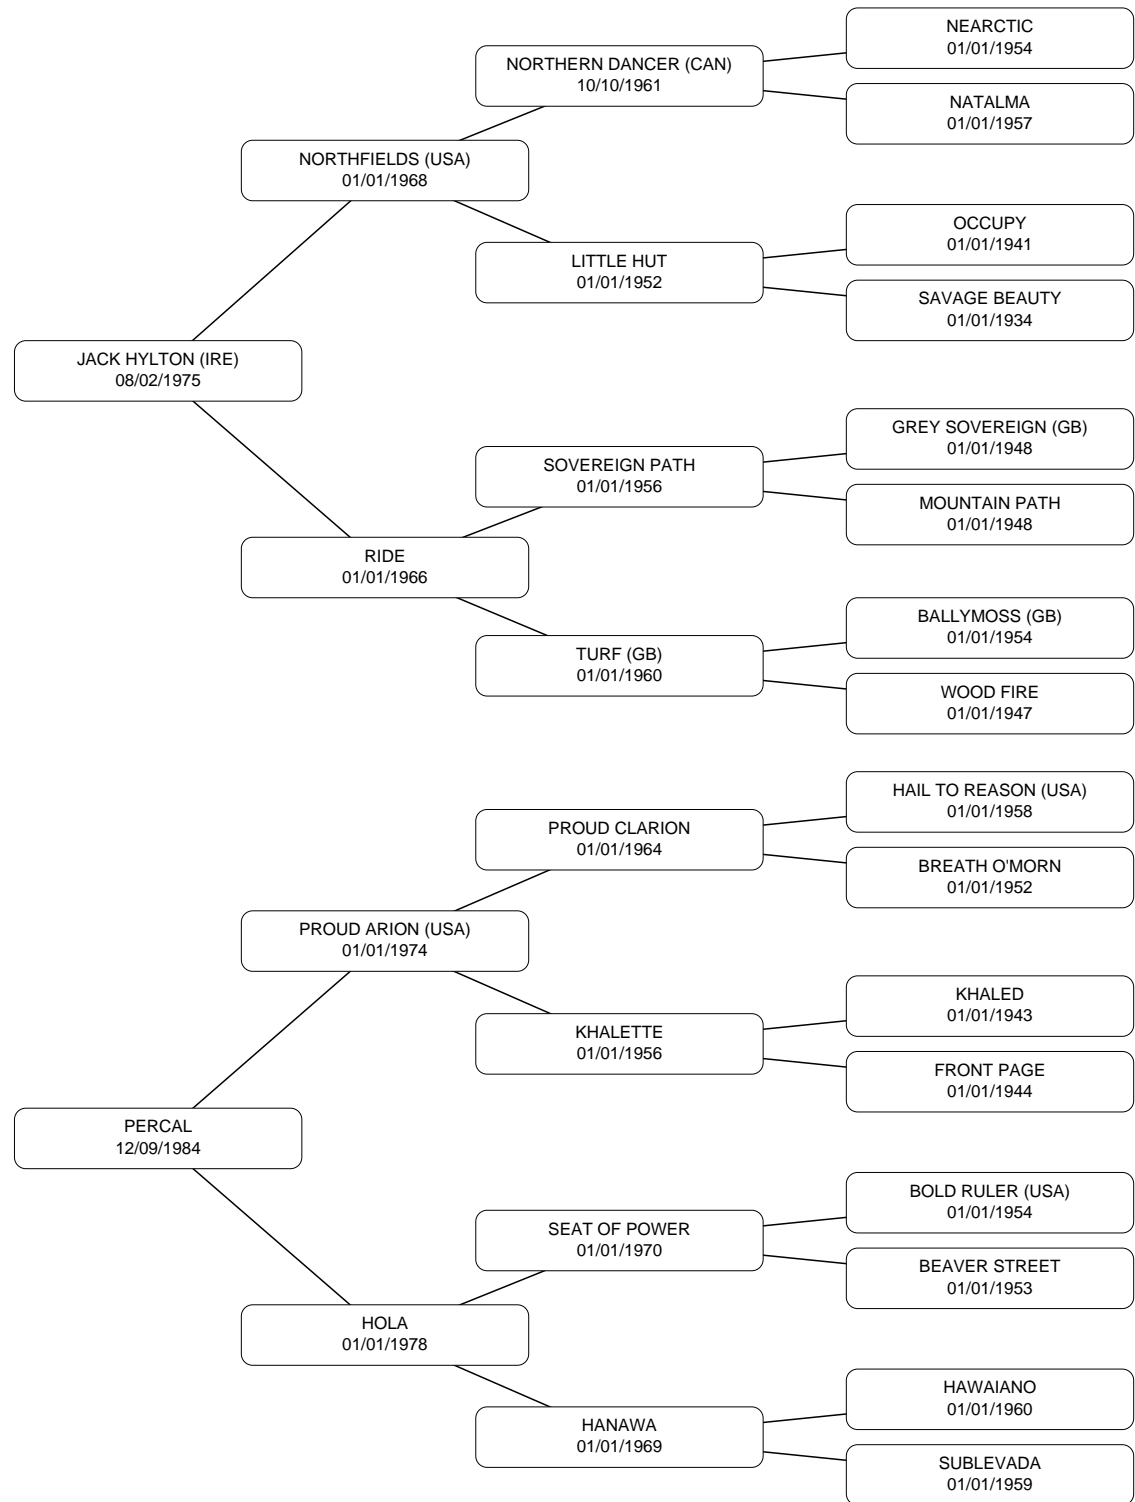 NEARCTIC
01/01/1954
NORTHERN DANCER (CAN)
10/10/1961
NATALMA
01/01/1957
NORTHFIELDS (USA)
01/01/1968
OCCUPY
01/01/1941
LITTLE HUT
01/01/1952
SAVAGE BEAUTY
01/01/1934
JACK HYLTON (IRE)
08/02/1975
GREY SOVEREIGN (GB)
01/01/1948
SOVEREIGN PATH
01/01/1956
MOUNTAIN PATH
01/01/1948
RIDE
01/01/1966
BALLYMOSS (GB)
01/01/1954
TURF (GB)
01/01/1960
WOOD FIRE
01/01/1947
HAIL TO REASON (USA)
01/01/1958
PROUD CLARION
01/01/1964
BREATH O'MORN
01/01/1952
PROUD ARION (USA)
01/01/1974
KHALED
01/01/1943
KHALETTE
01/01/1956
FRONT PAGE
01/01/1944
PERCAL
12/09/1984
BOLD RULER (USA)
01/01/1954
SEAT OF POWER
01/01/1970
BEAVER STREET
01/01/1953
HOLA
01/01/1978
HAWAIANO
01/01/1960
HANAWA
01/01/1969
SUBLEVADA
01/01/1959